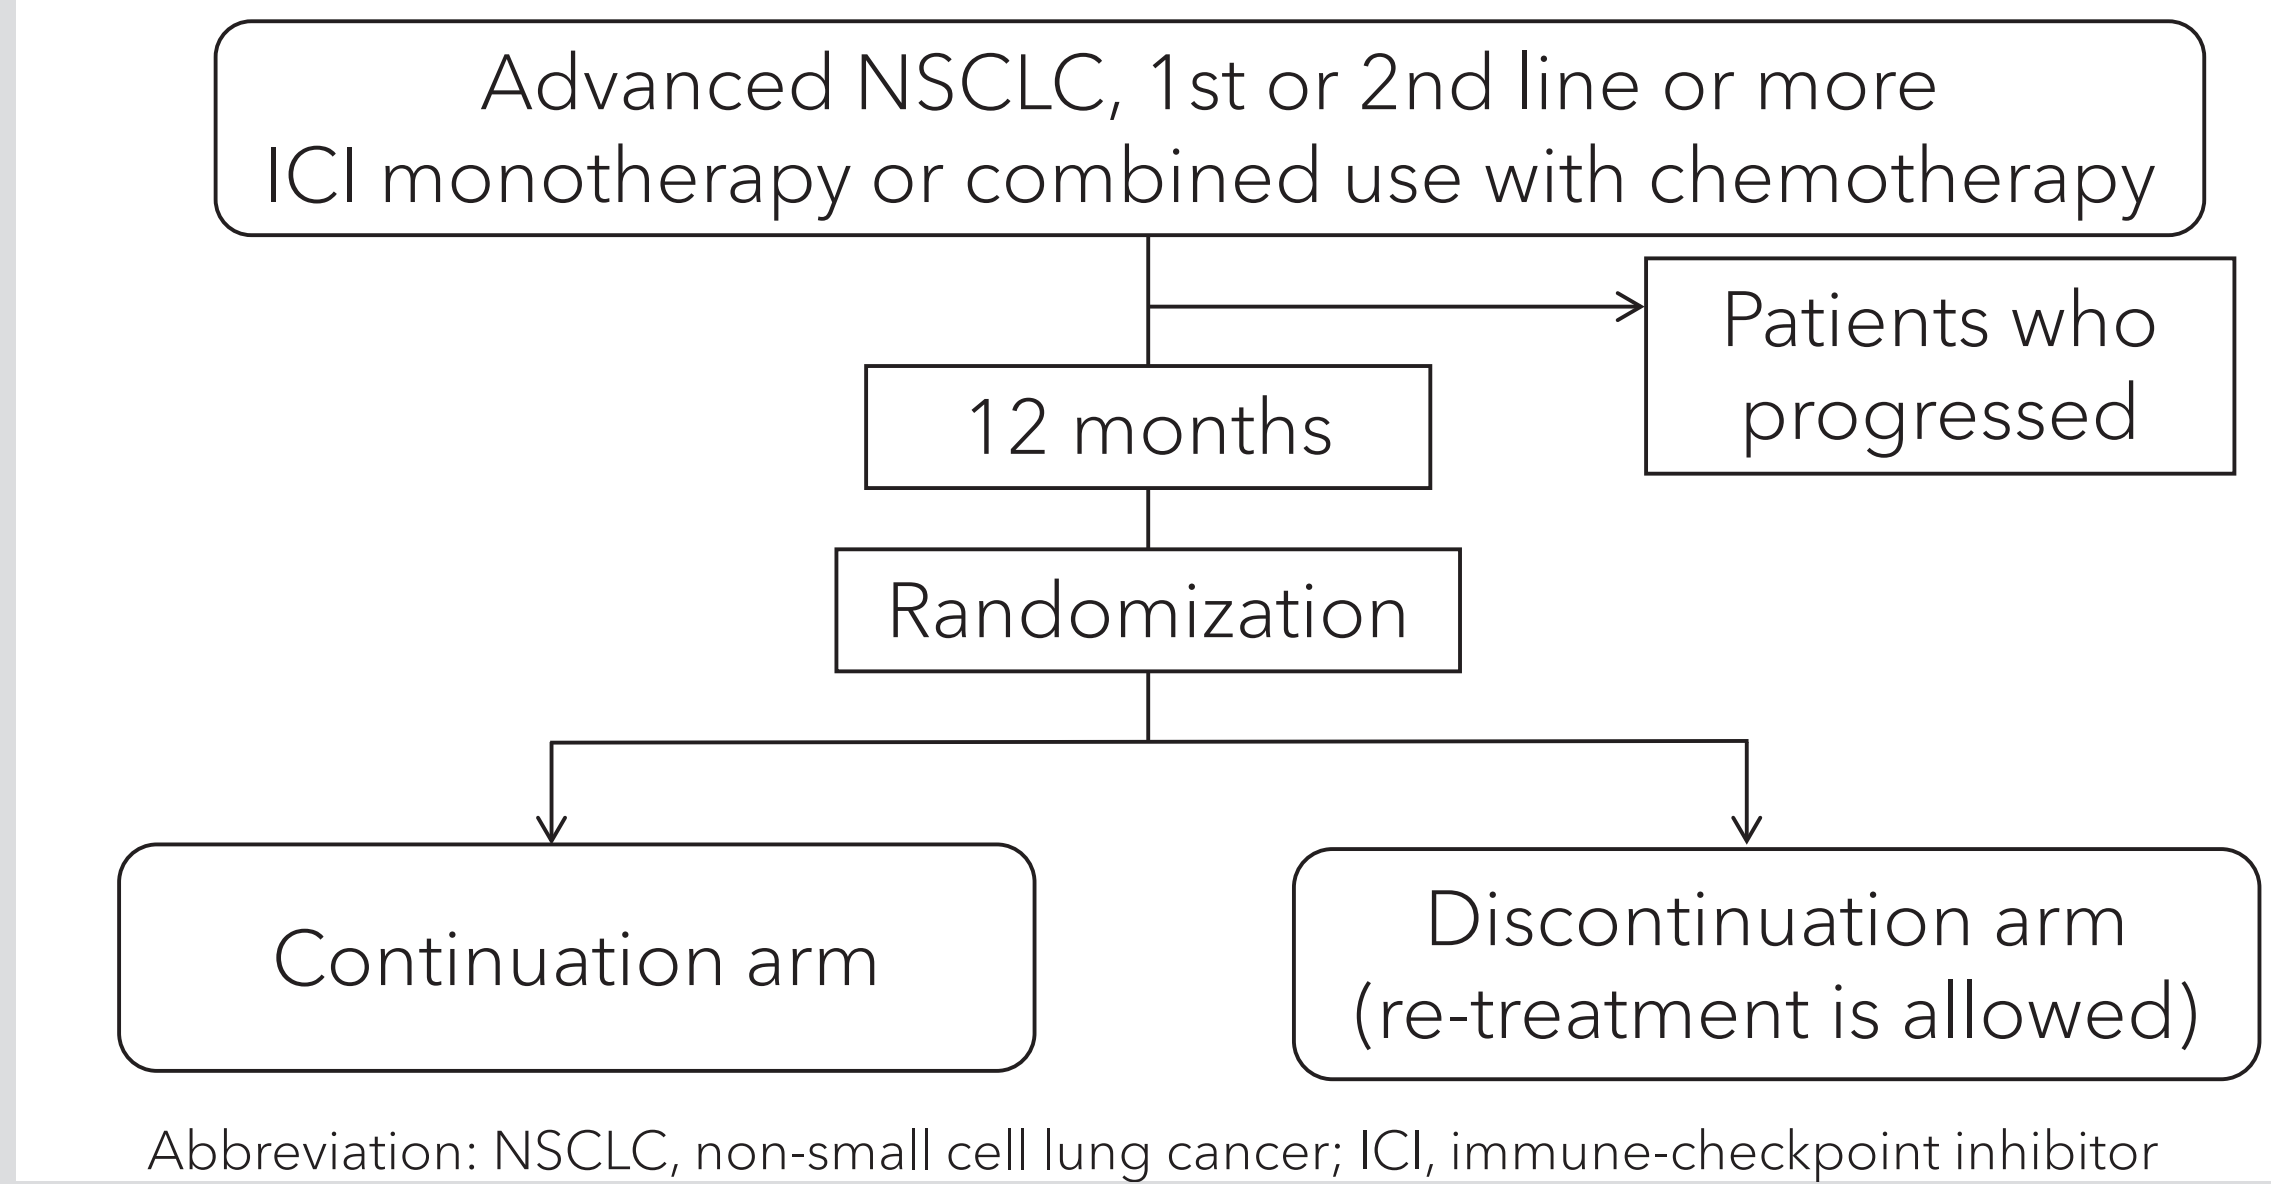 Advanced NSCLC, 1st or 2nd line or more
ICI monotherapy or combined use with chemotherapy
Patients who
progressed
12 months
Randomization
Continuation arm
Discontinuation arm
(re-treatment is allowed)
Abbreviation: NSCLC, non-small cell lung cancer; ICI, immune-checkpoint inhibitor